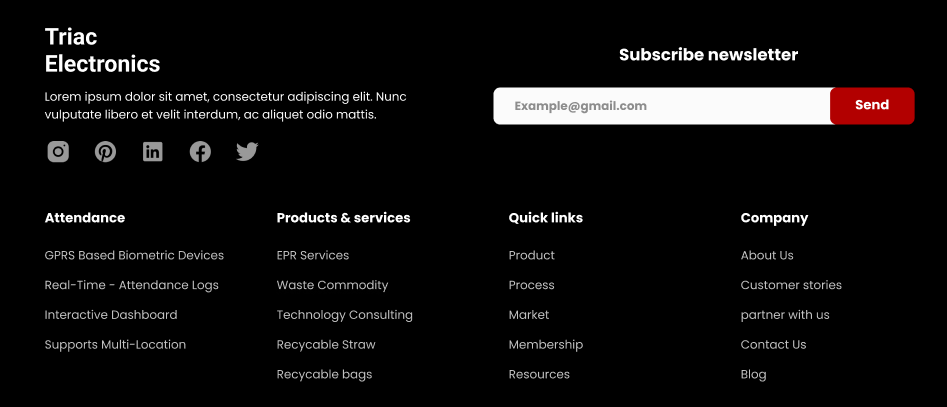 Triac
Electronics
Lorem ipsum dolor sit amet, consectetur adipiscing elit. Nunc
vulputate libero et velit interdum, ac aliquet odio mattis.
Subscribe newsletter
Example@gmail.com
Send
Attendance
GPRS Based Biometric Devices
Real-Time - Attendance Logs
Interactive Dashboard
Supports Multi-Location
Products & services
EPR Services
Waste Commodity
Technology Consulting
Recycable Straw
Recycable bags
Quick links
Product
Process
Market
Membership
Resources
Company
About Us
Customer stories
partner with us
Contact Us
Blog